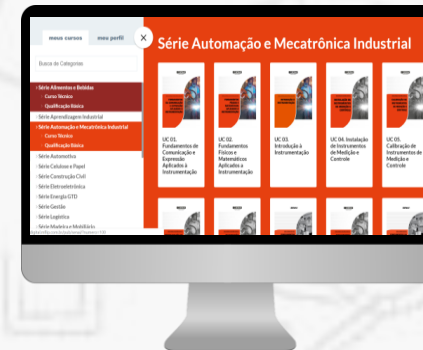 meus cursos
meu perfil
X
Busca de Categorias
Série Alimentos e Bebidas
Curso Técnico
Qualificação Básica
Série Aprendizagem Industrial
Série Automação e Mecatrônica Industrial
Curso Técnico
Qualificação Básica
Série Automotiva
Série Celulose e Papel
Série Construção Civil
Série Eletroeletrônica
Série Energia GTD
Série Gestão
Série Logística
Série Madeira e Mobiliário
Série Automação e Mecatrônica Industrial
UC 01.
Fundamentos de
Comunicação e
Expressão
Aplicados à
Instrumentação
UC 02.
Fundamentos
Físicos e
Matemáticos
Aplicados a
Instrumentação
UC 03.
Introdução à
Instrumentação
UC 04. Instalação
de Instrumentos
de Medição e
Controle
UC 05.
Calibração de
Instrumentos de
Medição e
Controle